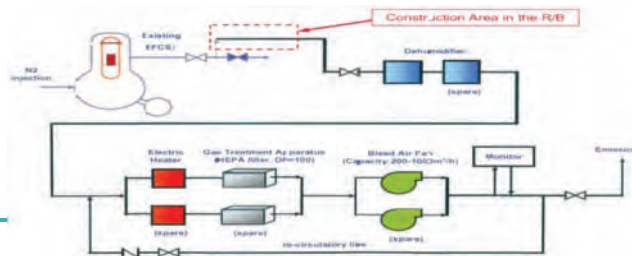 Construction Area in the R/B
Existing
N2
injection
Dehumidifier
(spare)
Electric
Heater
Gas Treatment Apparatus
(HEPA filter, DF=100)
Bleed Air Fan
Monitor
Emission
(spare)
(spare)
(spare)
re-circulatory line